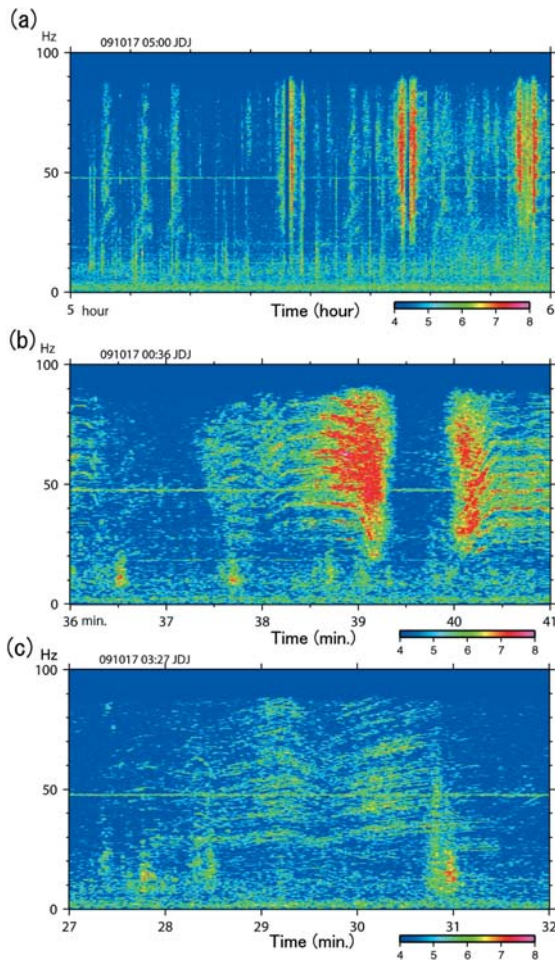 (a)
Hz 091017 05:00 JDJ
100
50
0
5 hour Time (hour) 6
4 5 6 7 8
(b)
Hz 091017 00:36 JDJ
100
50
0
36 min. 37 38 39 40 41
Time (min.)
4 5 6 7 8
(c)
Hz 091017 03:27 JDJ
100
50
0
27 28 29 30 31 32
Time (min.)
4 5 6 7 8